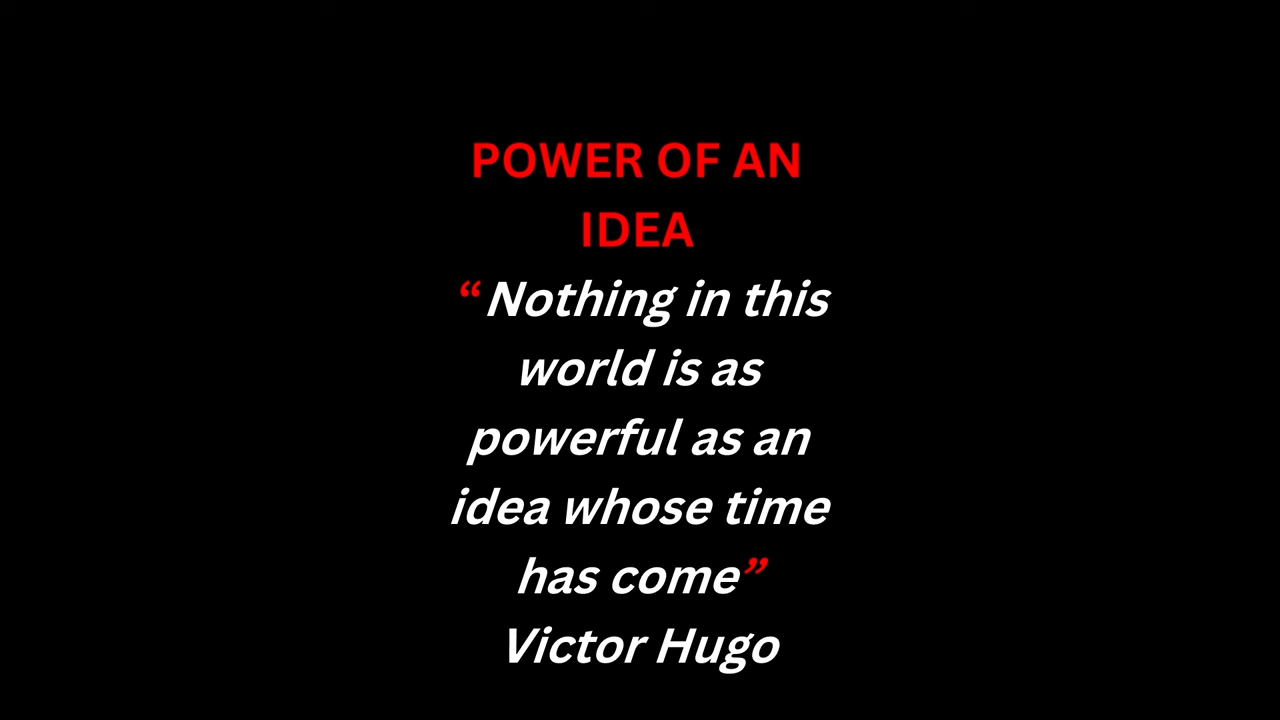 POWER OF AN
IDEA
“Nothing in this
world is as
powerful as an
idea whose time
has come”
Victor Hugo